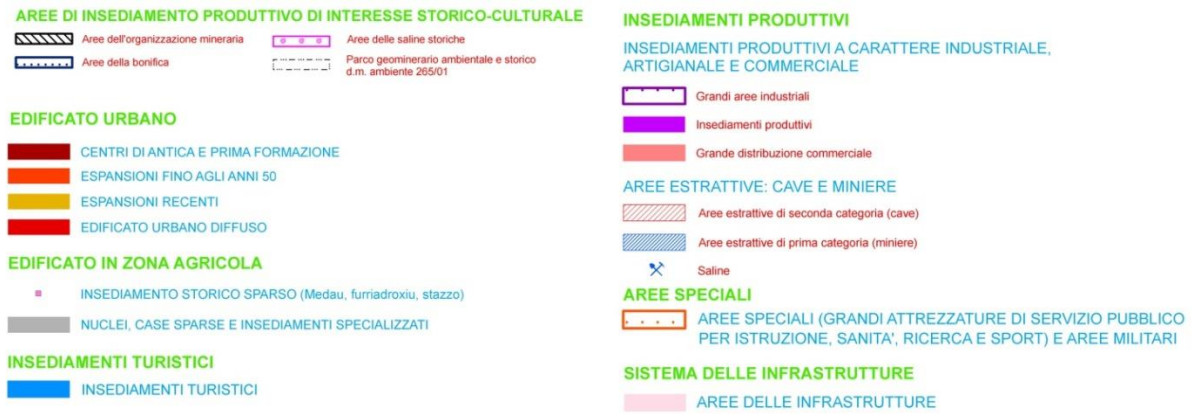 AREE DI INSEDIAMENTO PRODUTTIVO DI INTERESSE STORICO-CULTURALE
Aree dell'organizzazione mineraria
Aree delle saline storiche
Aree della bonifica
Parco geominerario ambientale e storico
d.m. ambiente 265/01
EDIFICATO URBANO
CENTRI DI ANTICA E PRIMA FORMAZIONE
ESPANSIONI FINO AGLI ANNI 50
ESPANSIONI RECENTI
EDIFICATO URBANO DIFFUSO
EDIFICATO IN ZONA AGRICOLA
INSEDIAMENTO STORICO SPARSO (Medau, furriadroxiu, stazzo)
NUCLEI, CASE SPARSE E INSEDIAMENTI SPECIALIZZATI
INSEDIAMENTI TURISTICI
INSEDIAMENTI TURISTICI
INSEDIAMENTI PRODUTTIVI
INSEDIAMENTI PRODUTTIVI A CARATTERE INDUSTRIALE,
ARTIGIANALE E COMMERCIALE
Grandi aree industriali
Insediamenti produttivi
Grande distribuzione commerciale
AREE ESTRATTIVE: CAVE E MINIERE
Aree estrattive di seconda categoria (cave)
Aree estrattive di prima categoria (miniere)
Saline
AREE SPECIALI
AREE SPECIALI (GRANDI ATTREZZATURE DI SERVIZIO PUBBLICO
PER ISTRUZIONE, SANITA', RICERCA E SPORT) E AREE MILITARI
SISTEMA DELLE INFRASTRUTTURE
AREE DELLE INFRASTRUTTURE